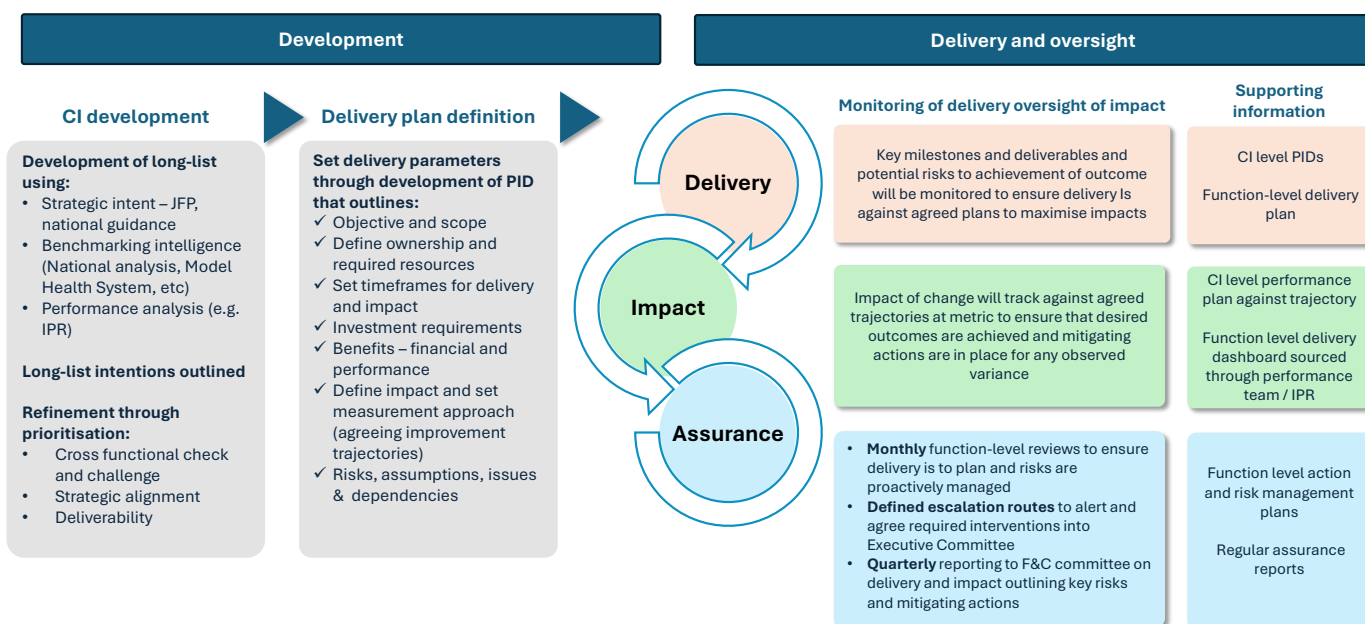 Development
Delivery and oversight
CI development
Delivery plan definition
Development of long-list
using:
• Strategic intent – JFP,
national guidance
• Benchmarking intelligence
(National analysis, Model
Health System, etc)
• Performance analysis (e.g.
IPR)
Long-list intentions outlined
Refinement through
prioritisation:
• Cross functional check
and challenge
• Strategic alignment
• Deliverability
Set delivery parameters
through development of PID
that outlines:
✓ Objective and scope
✓ Define ownership and
required resources
✓ Set timeframes for delivery
and impact
✓ Investment requirements
✓ Benefits – financial and
performance
✓ Define impact and set
measurement approach
(agreeing improvement
trajectories)
✓ Risks, assumptions, issues
& dependencies
Delivery
Impact
Assurance
Monitoring of delivery oversight of impact
Key milestones and deliverables and
potential risks to achievement of outcome
will be monitored to ensure delivery Is
against agreed plans to maximise impacts
Impact of change will track against agreed
trajectories at metric to ensure that desired
outcomes are achieved and mitigating
actions are in place for any observed
variance
• Monthly function-level reviews to ensure
delivery is to plan and risks are
proactively managed
• Defined escalation routes to alert and
agree required interventions into
Executive Committee
• Quarterly reporting to F&C committee on
delivery and impact outlining key risks
and mitigating actions
Supporting
information
CI level PIDs
Function-level delivery
plan
CI level performance
plan against trajectory
Function level delivery
dashboard sourced
through performance
team / IPR
Function level action
and risk management
plans
Regular assurance
reports